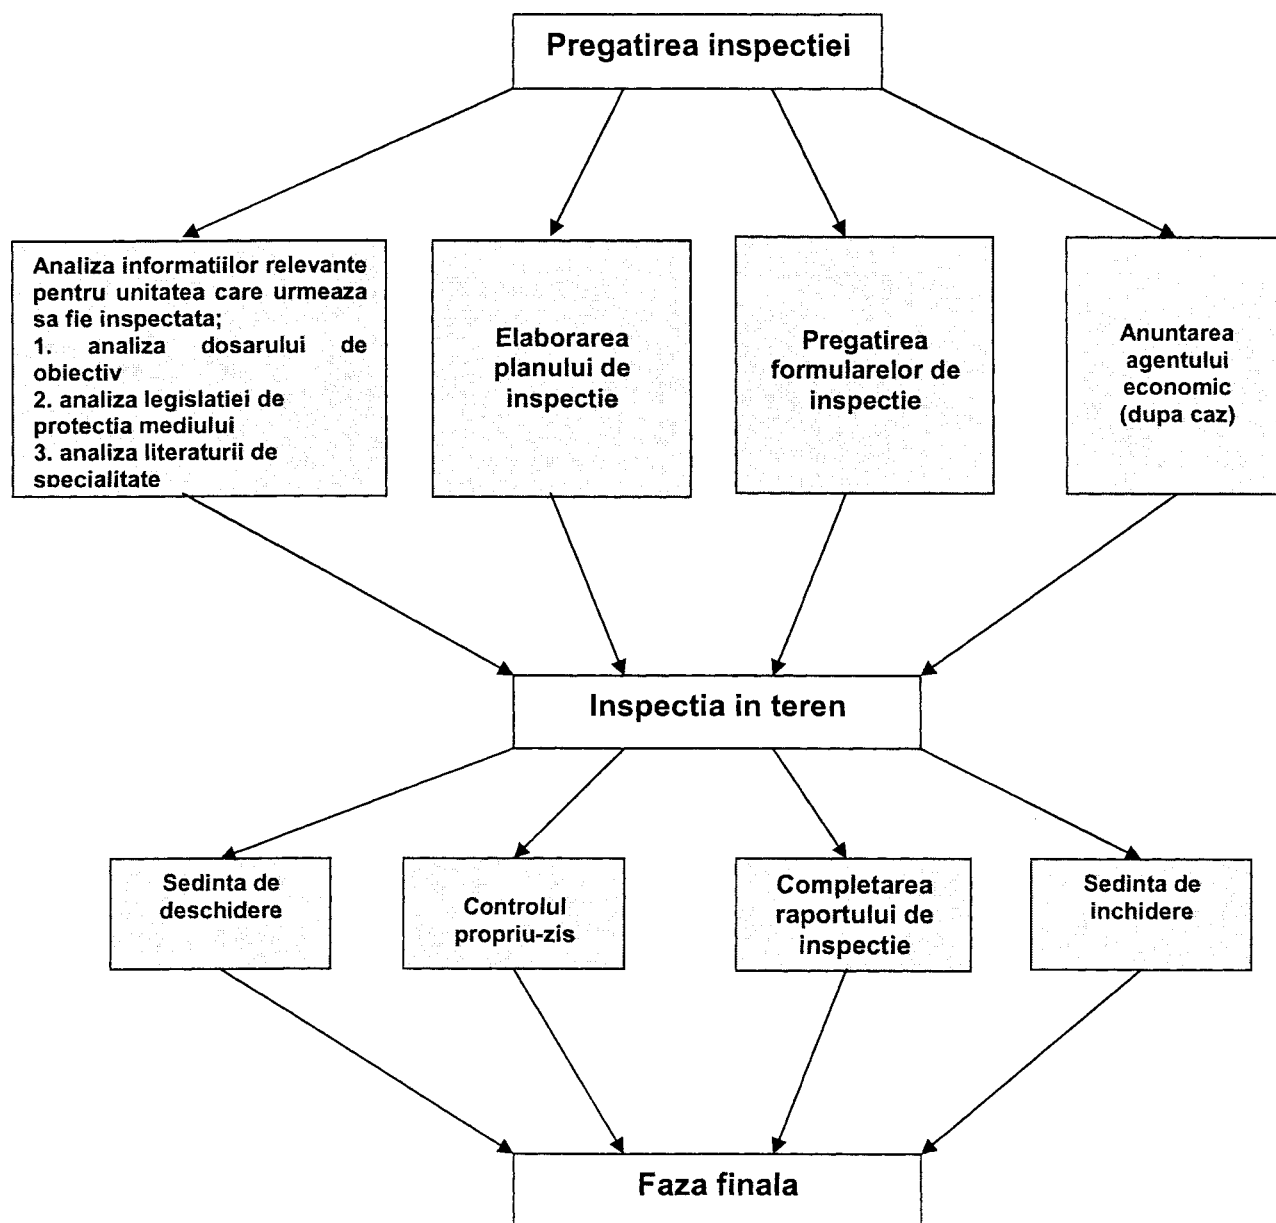 Pregatirea inspectiei
Analiza informatiilor relevante
pentru unitatea care urmeaza
sa fie inspectata;
1. analiza dosarului de
obiectiv
2. analiza legislatiei de
protectia mediului
3. analiza literaturii de
specialitate
Elaborarea
planului de
inspectie
Pregatirea
formularelor de
inspectie
Anuntarea
agentului
economic
(dupa caz)
Inspectia in teren
Sedinta de
deschidere
Controlul
propriu-zis
Completarea
raportului de
inspectie
Sedinta de
inchidere
Faza finala